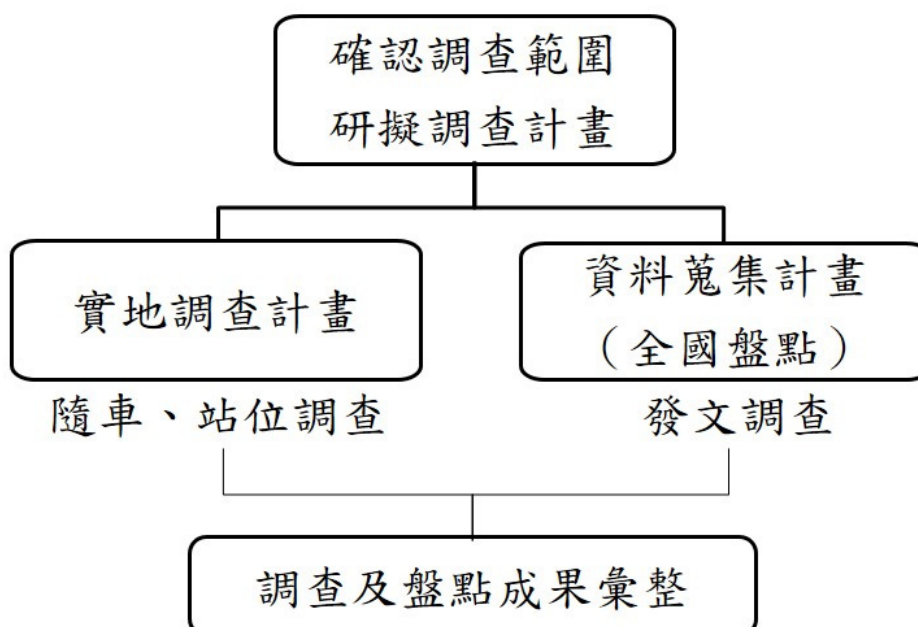 確認調查範圍
研擬調查計畫
實地調查計畫
資料蒐集計畫
（全國盤點）
隨車、站位調查
發文調查
調查及盤點成果彙整